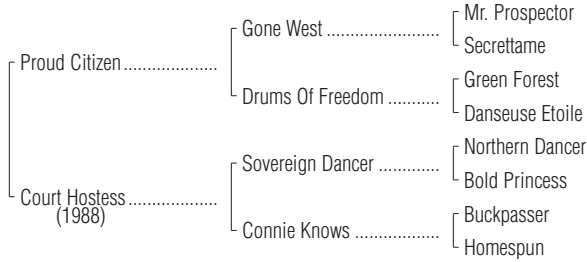 Mr. Prospector
Gone West
Secrettame
Proud Citizen
Green Forest
Drums Of Freedom
Danseuse Etoile
Northern Dancer
Sovereign Dancer
Bold Princess
Court Hostess
(1988)
Buckpasser
Connie Knows
Homespun